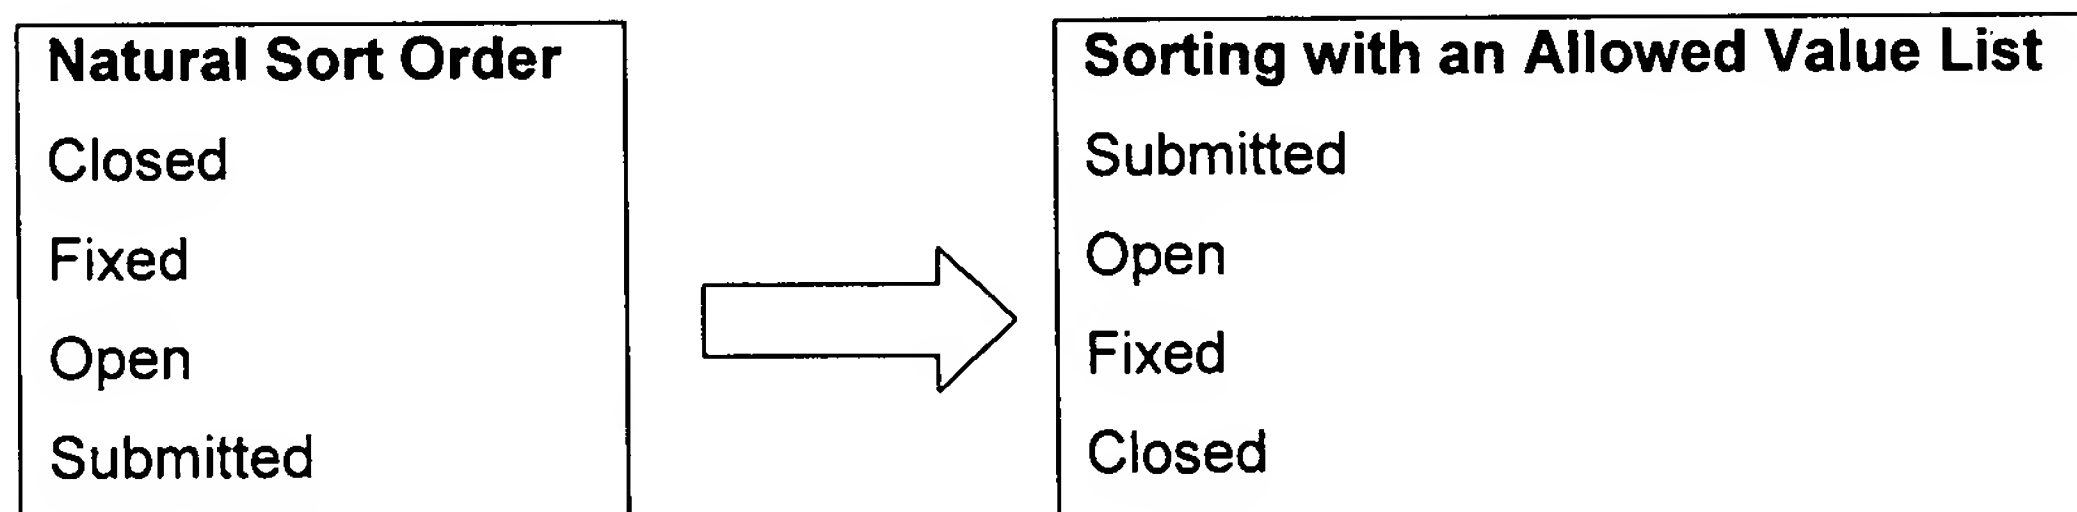 Natural Sort Order
Closed
Fixed
Open
Submitted
Sorting with an Allowed Value List
Submitted
Open
Fixed
Closed